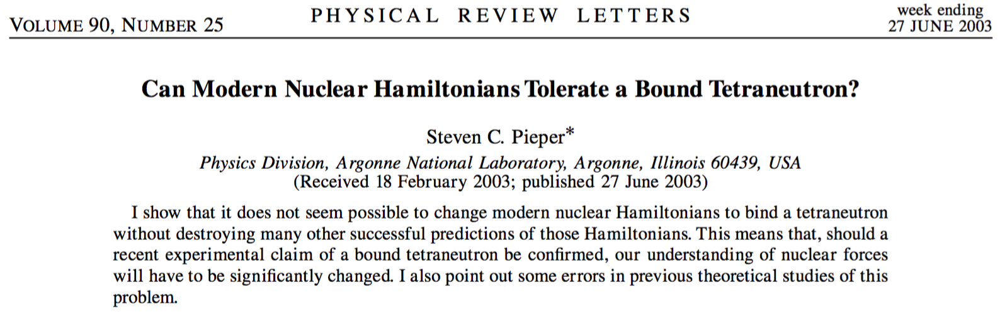 VOLUME 90, NUMBER 25
PHYSICAL REVIEW LETTERS
week ending
27 JUNE 2003
Can Modern Nuclear Hamiltonians Tolerate a Bound Tetraneutron?
Steven C. Pieper*
Physics Division, Argonne National Laboratory, Argonne, Illinois 60439, USA
(Received 18 February 2003; published 27 June 2003)
I show that it does not seem possible to change modern nuclear Hamiltonians to bind a tetraneutron
without destroying many other successful predictions of those Hamiltonians. This means that, should a
recent experimental claim of a bound tetraneutron be confirmed, our understanding of nuclear forces
will have to be significantly changed. I also point out some errors in previous theoretical studies of this
problem.